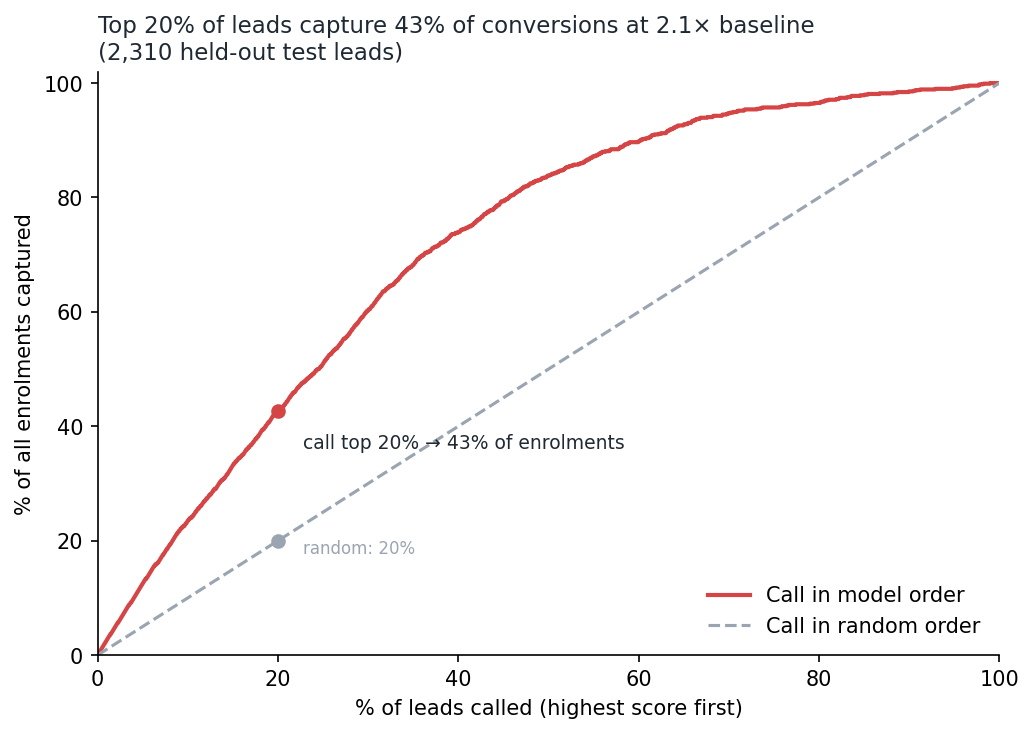 Top 20% of leads capture 43% of conversions at 2.1× baseline
(2,310 held-out test leads)
% of all enrolments captured
100
80
60
40
20
0
call top 20% → 43% of enrolments
random: 20%
Call in model order
Call in random order
0 20 40 60 80 100
% of leads called (highest score first)